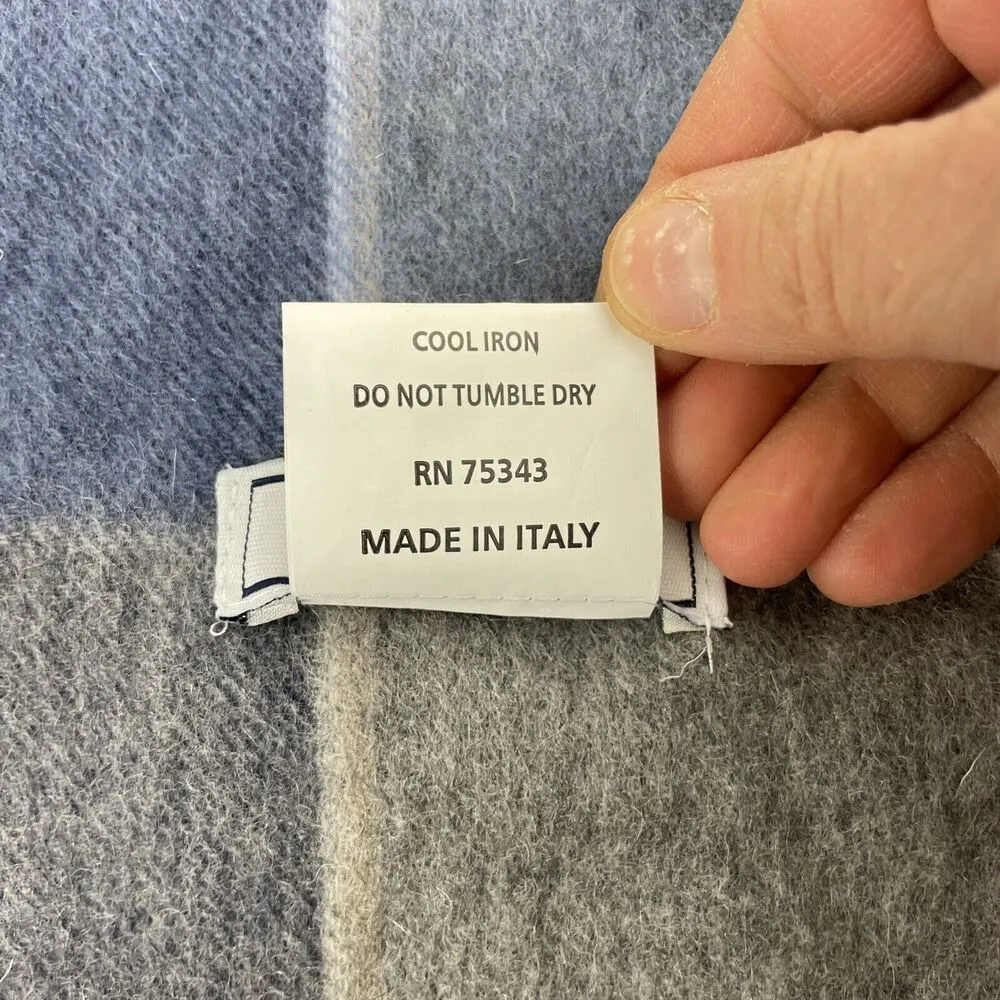 COOL IRON
DO NOT TUMBLE DRY
RN 75343
MADE IN ITALY